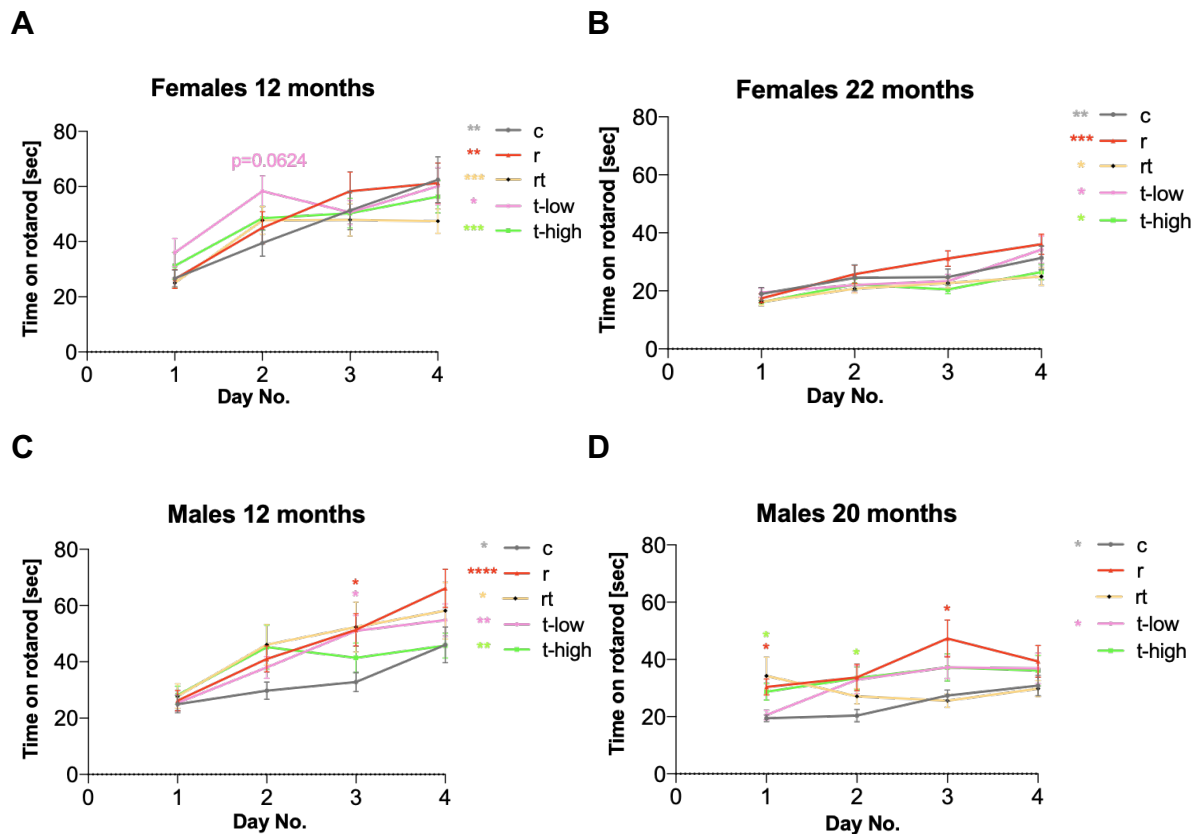 A
Females 12 months
Time on rotarod [sec]
80
60
40
20
0
p=0.0624
0 1 2 3 4
Day No.
** c
** r
*** rt
* t-low
*** t-high
B
Females 22 months
Time on rotarod [sec]
80
60
40
20
0
0 1 2 3 4
Day No.
** c
*** r
* rt
* t-low
* t-high
C
Males 12 months
Time on rotarod [sec]
80
60
40
20
0
*
*
0 1 2 3 4
Day No.
* c
**** r
* rt
** t-low
** t-high
D
Males 20 months
Time on rotarod [sec]
80
60
40
20
0
*
*
*
*
0 1 2 3 4
Day No.
* c
r
rt
* t-low
t-high